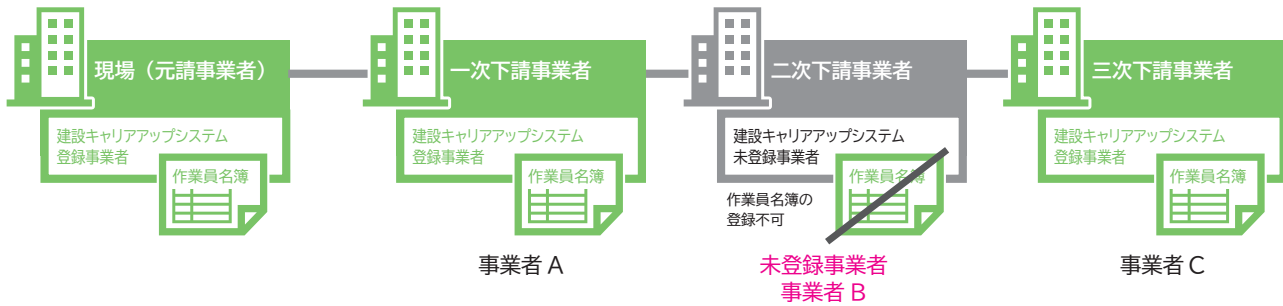 現場（元請事業者）
建設キャリアアップシステム
登録事業者
作業員名簿
一次下請事業者
建設キャリアアップシステム
登録事業者
作業員名簿
事業者 A
二次下請事業者
建設キャリアアップシステム
未登録事業者
作業員名簿
作業員名簿の
登録不可
未登録事業者
事業者 B
三次下請事業者
建設キャリアアップシステム
登録事業者
作業員名簿
事業者 C